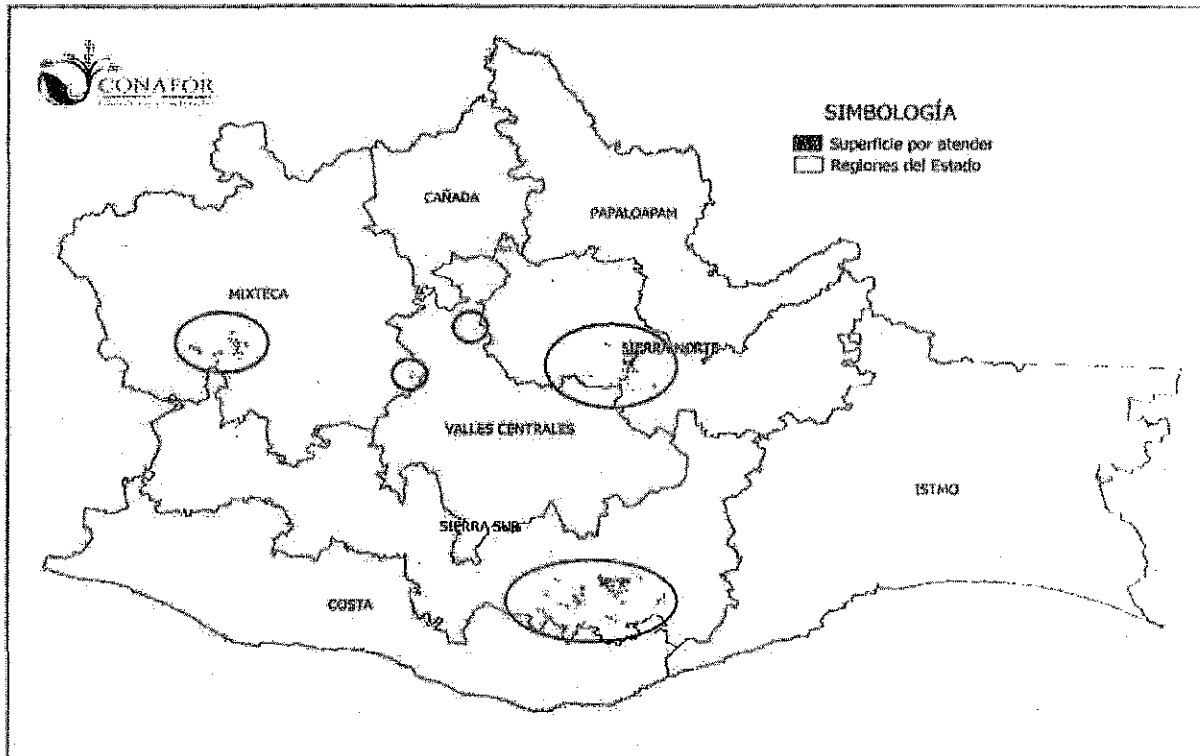 CONAFOR
SIMBOLOGÍA
Superficie por atender
Regiones del Estado
CAÑADA
PAPALOAPAM
MIXTECA
SIERRA NORTE
VALLES CENTRALES
ISTMO
SIERRA SUR
COSTA